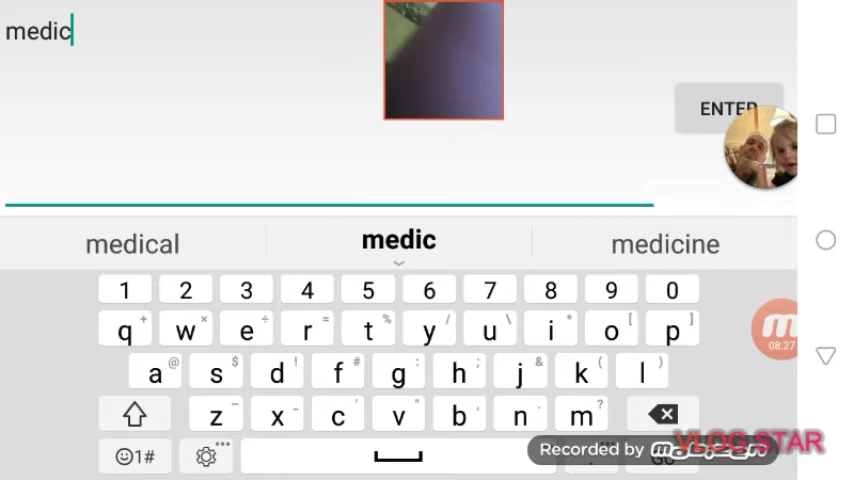 medic
ENTER
medical medic medicine
1 2 3 4 5 6 7 8 9 0
q + w × e ÷ r = t % y / u \ i * o [ p ]
a @ s $ d ! f # g : h ; j & k ( l )
z x c v b n m ?
08:27
1#
Recorded by
VLOG STAR